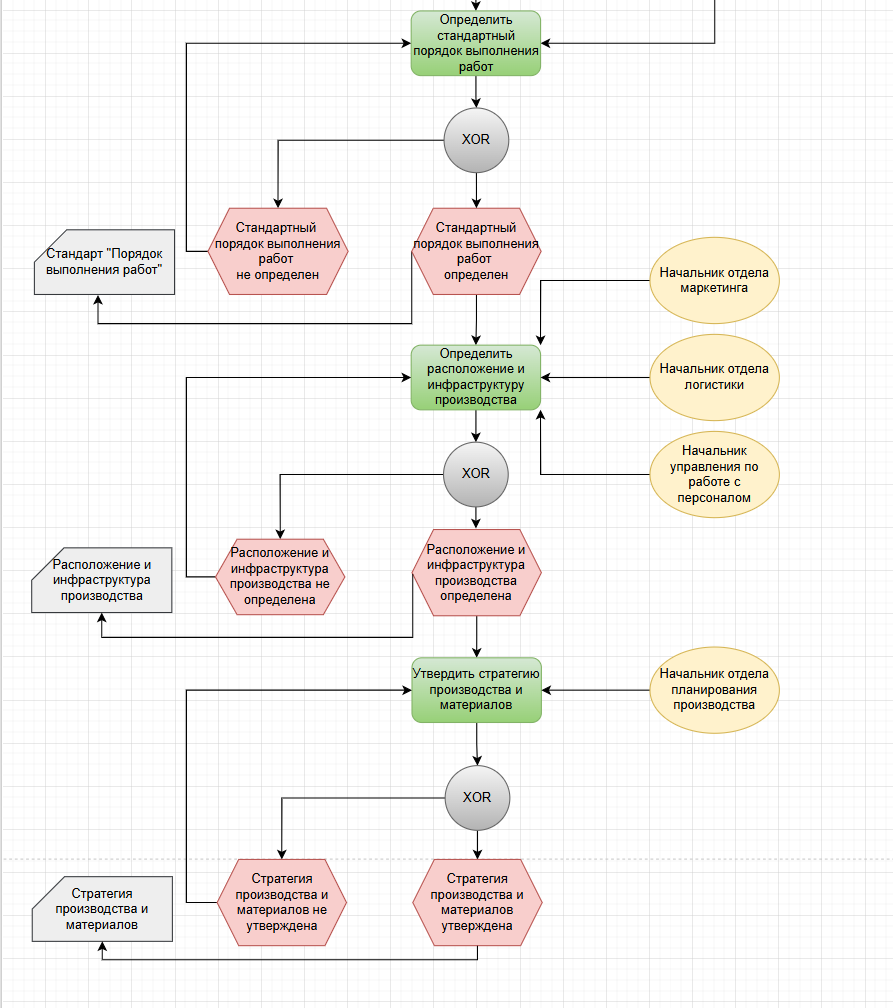 Определить
стандартный
порядок выполнения
работ
XOR
Стандартный
порядок выполнения
работ
не определен
Стандартный
порядок выполнения
работ
определен
Стандарт "Порядок
выполнения работ"
Начальник отдела
маркетинга
Определить
расположение и
инфраструктуру
производства
Начальник отдела
логистики
XOR
Начальник
управления по
работе с
персоналом
Расположение и
инфраструктура
производства не
определена
Расположение и
инфраструктура
производства
определена
Расположение и
инфраструктура
производства
Утвердить стратегию
производства и
материалов
Начальник отдела
планирования
производства
XOR
Стратегия
производства и
материалов не
утверждена
Стратегия
производства и
материалов
утверждена
Стратегия
производства и
материалов